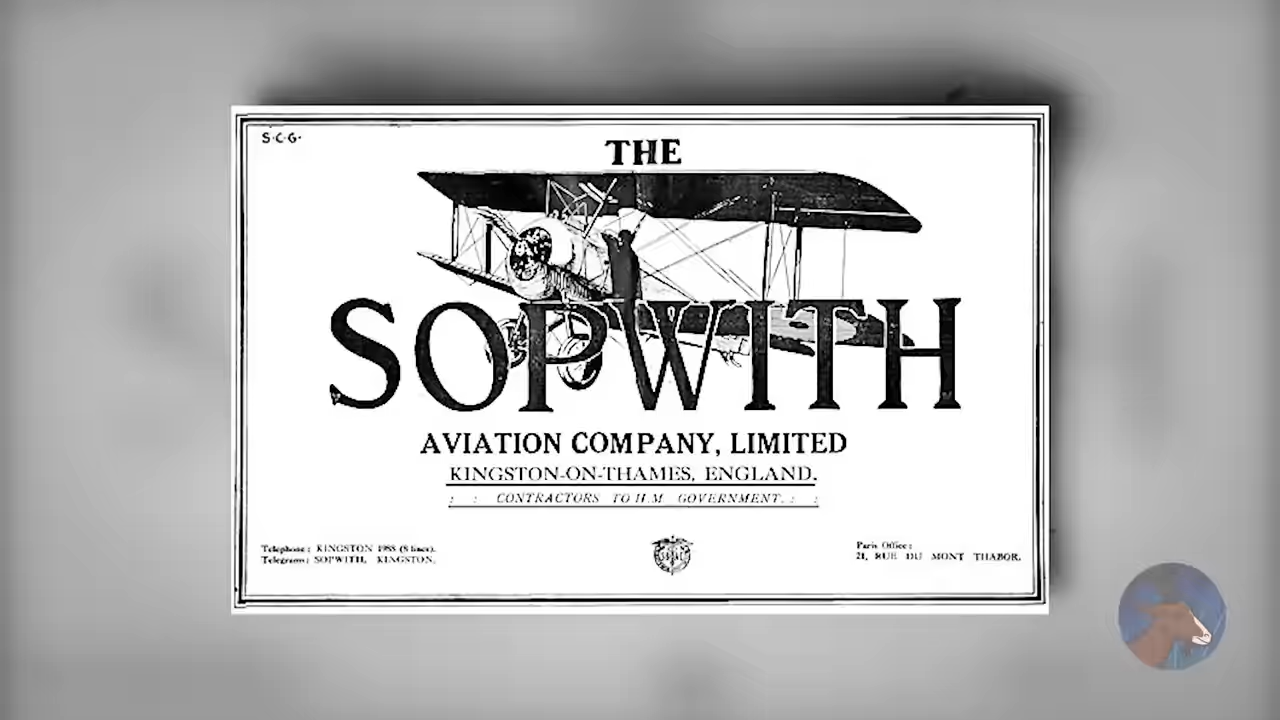 S·C·G·
THE
SOPWITH
AVIATION COMPANY, LIMITED
KINGSTON-ON-THAMES, ENGLAND.
: : CONTRACTORS TO H.M. GOVERNMENT. : :
Telephone: KINGSTON 1988 (8 lines).
Telegrams: SOPWITH, KINGSTON.
Paris Office:
21, RUE DU MONT THABOR.